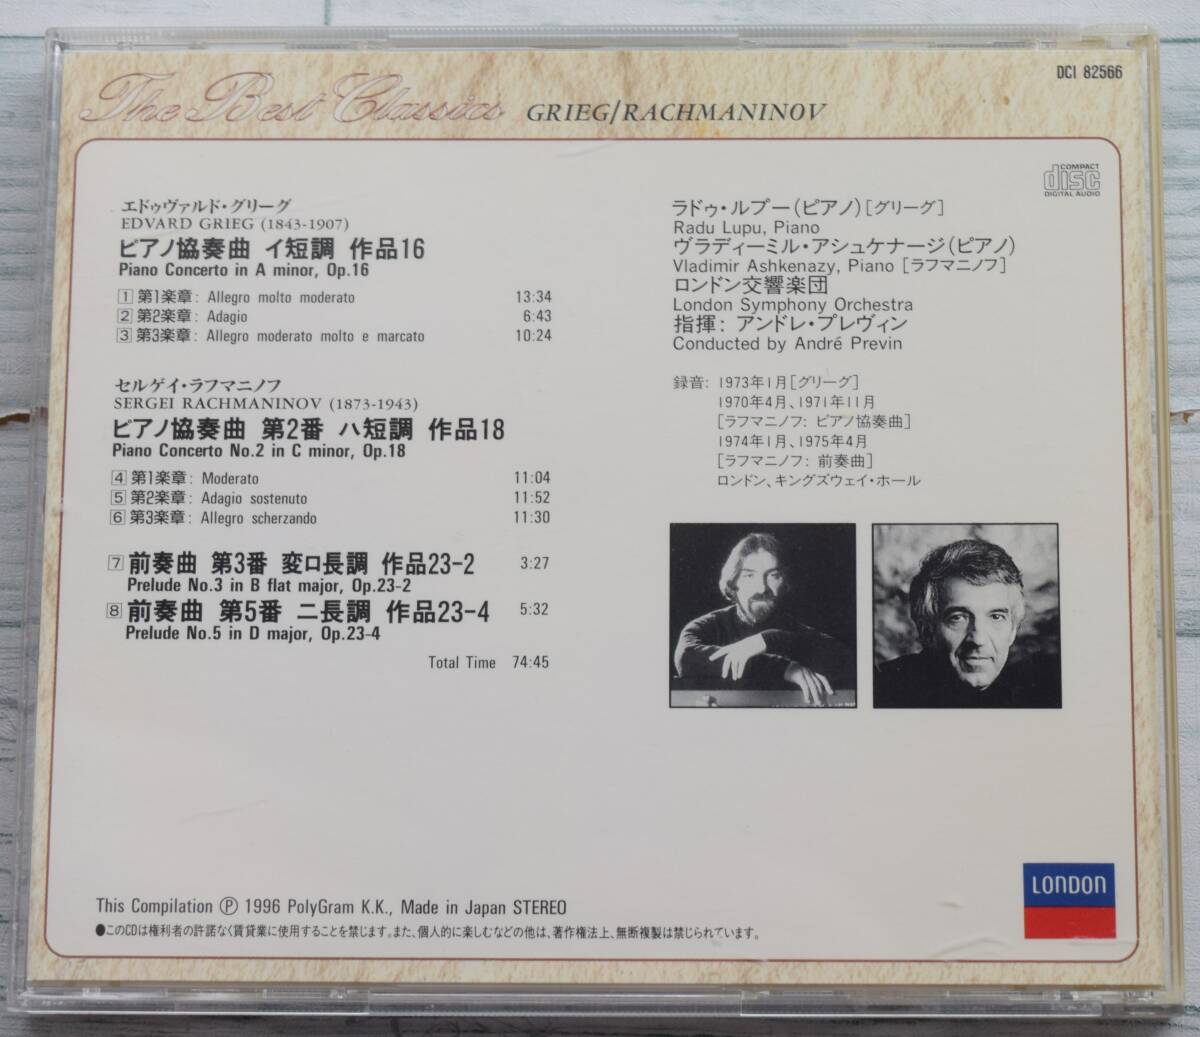 The Best Classics GRIEG/RACHMANINOV
DCI 82566
COMPACT
disc
DIGITAL AUDIO
エドゥヴァルド・グリーグ
EDVARD GRIEG (1843-1907)
ピアノ協奏曲 イ短調 作品16
Piano Concerto in A minor, Op.16
1 第1楽章: Allegro molto moderato 13:34
2 第2楽章: Adagio 6:43
3 第3楽章: Allegro moderato molto e marcato 10:24
セルゲイ・ラフマニノフ
SERGEI RACHMANINOV (1873-1943)
ピアノ協奏曲 第2番 ハ短調 作品18
Piano Concerto No.2 in C minor, Op.18
4 第1楽章: Moderato 11:04
5 第2楽章: Adagio sostenuto 11:52
6 第3楽章: Allegro scherzando 11:30
7 前奏曲 第3番 変ロ長調 作品23-2 3:27
Prelude No.3 in B flat major, Op.23-2
8 前奏曲 第5番 ニ長調 作品23-4 5:32
Prelude No.5 in D major, Op.23-4
Total Time 74:45
ラドゥ・ルプー(ピアノ)[グリーグ]
Radu Lupu, Piano
ヴラディーミル・アシュケナージ(ピアノ)
Vladimir Ashkenazy, Piano [ラフマニノフ]
ロンドン交響楽団
London Symphony Orchestra
指揮: アンドレ・プレヴィン
Conducted by André Previn
録音: 1973年1月[グリーグ]
1970年4月、1971年11月
[ラフマニノフ: ピアノ協奏曲]
1974年1月、1975年4月
[ラフマニノフ: 前奏曲]
ロンドン、キングズウェイ・ホール
LONDON
This Compilation Ⓟ 1996 PolyGram K.K., Made in Japan STEREO
●このCDは権利者の許諾なく賃貸業に使用することを禁じます。また、個人的に楽しむなどの他は、著作権法上、無断複製は禁じられています。